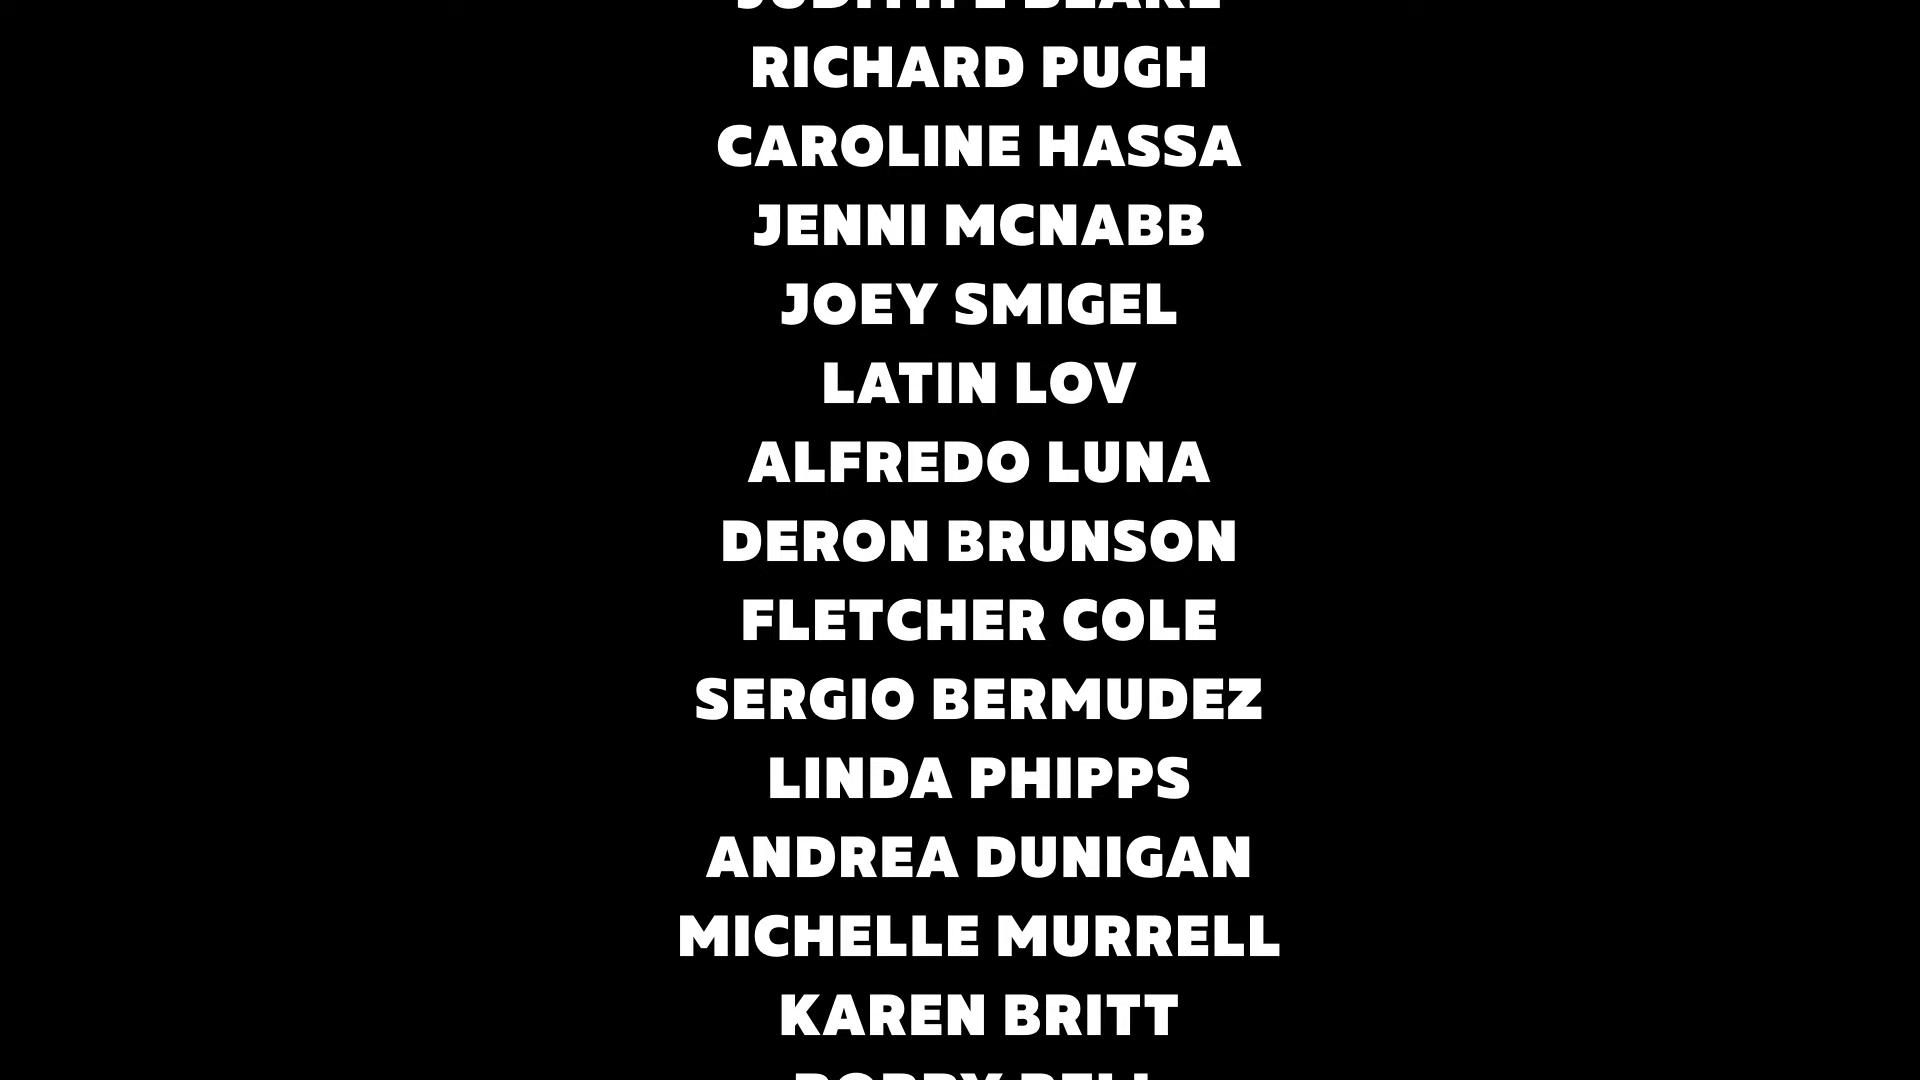 RICHARD PUGH
CAROLINE HASSA
JENNI MCNABB
JOEY SMIGEL
LATIN LOV
ALFREDO LUNA
DERON BRUNSON
FLETCHER COLE
SERGIO BERMUDEZ
LINDA PHIPPS
ANDREA DUNIGAN
MICHELLE MURRELL
KAREN BRITT